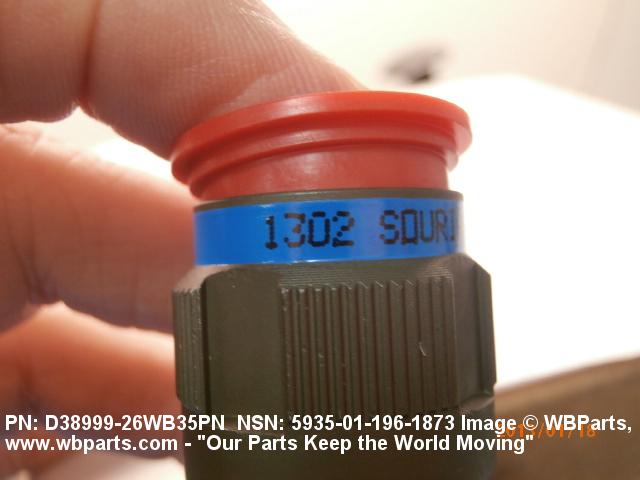 1302 SOURI
PN: D38999-26WB35PN NSN: 5935-01-196-1873 Image © WBParts,
www.wbparts.com - "Our Parts Keep the World Moving"